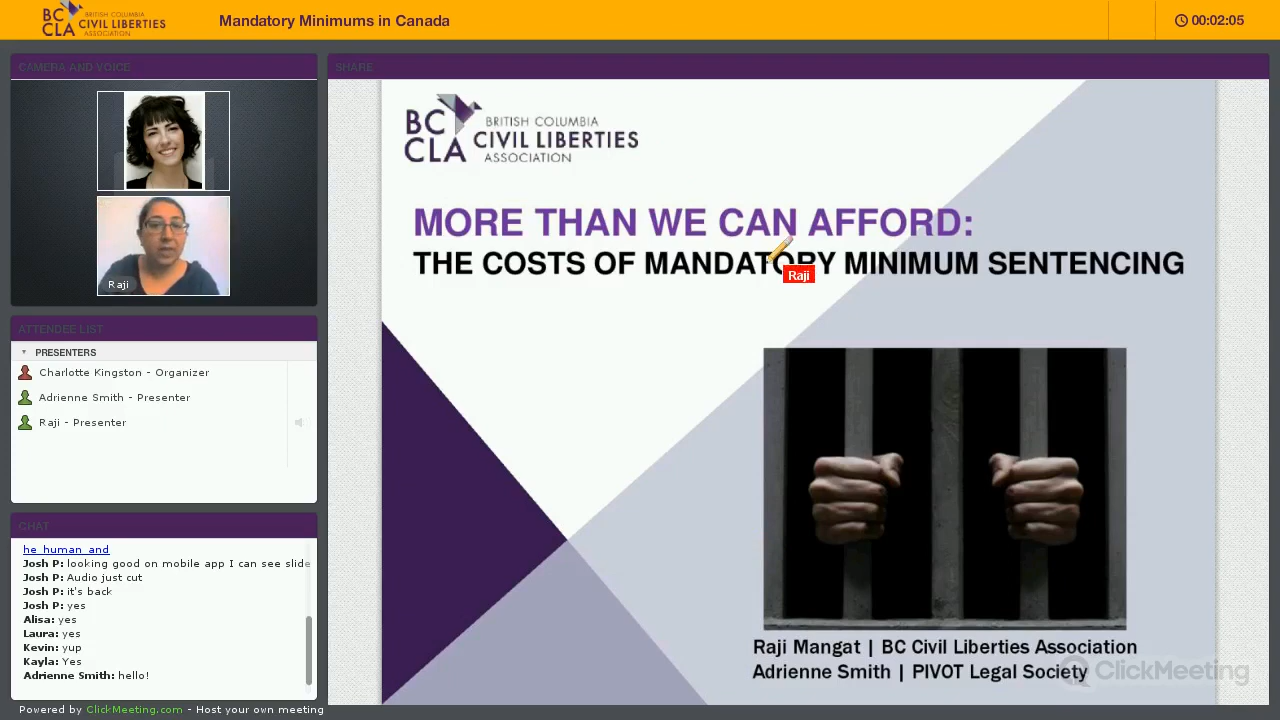 BC CLA BRITISH COLUMBIA CIVIL LIBERTIES ASSOCIATION
Mandatory Minimums in Canada
00:02:05
CAMERA AND VOICE
Raji
ATTENDEE LIST
PRESENTERS
Charlotte Kingston - Organizer
Adrienne Smith - Presenter
Raji - Presenter
CHAT
he_human_and
Josh P: looking good on mobile app I can see slide
Josh P: Audio just cut
Josh P: it's back
Josh P: yes
Alisa: yes
Laura: yes
Kevin: yup
Kayla: Yes
Adrienne Smith: hello!
Powered by ClickMeeting.com - Host your own meeting
SHARE
BC CLA BRITISH COLUMBIA CIVIL LIBERTIES ASSOCIATION
MORE THAN WE CAN AFFORD:
THE COSTS OF MANDATORY MINIMUM SENTENCING
Raji
Raji Mangat | BC Civil Liberties Association
Adrienne Smith | PIVOT Legal Society
ClickMeeting